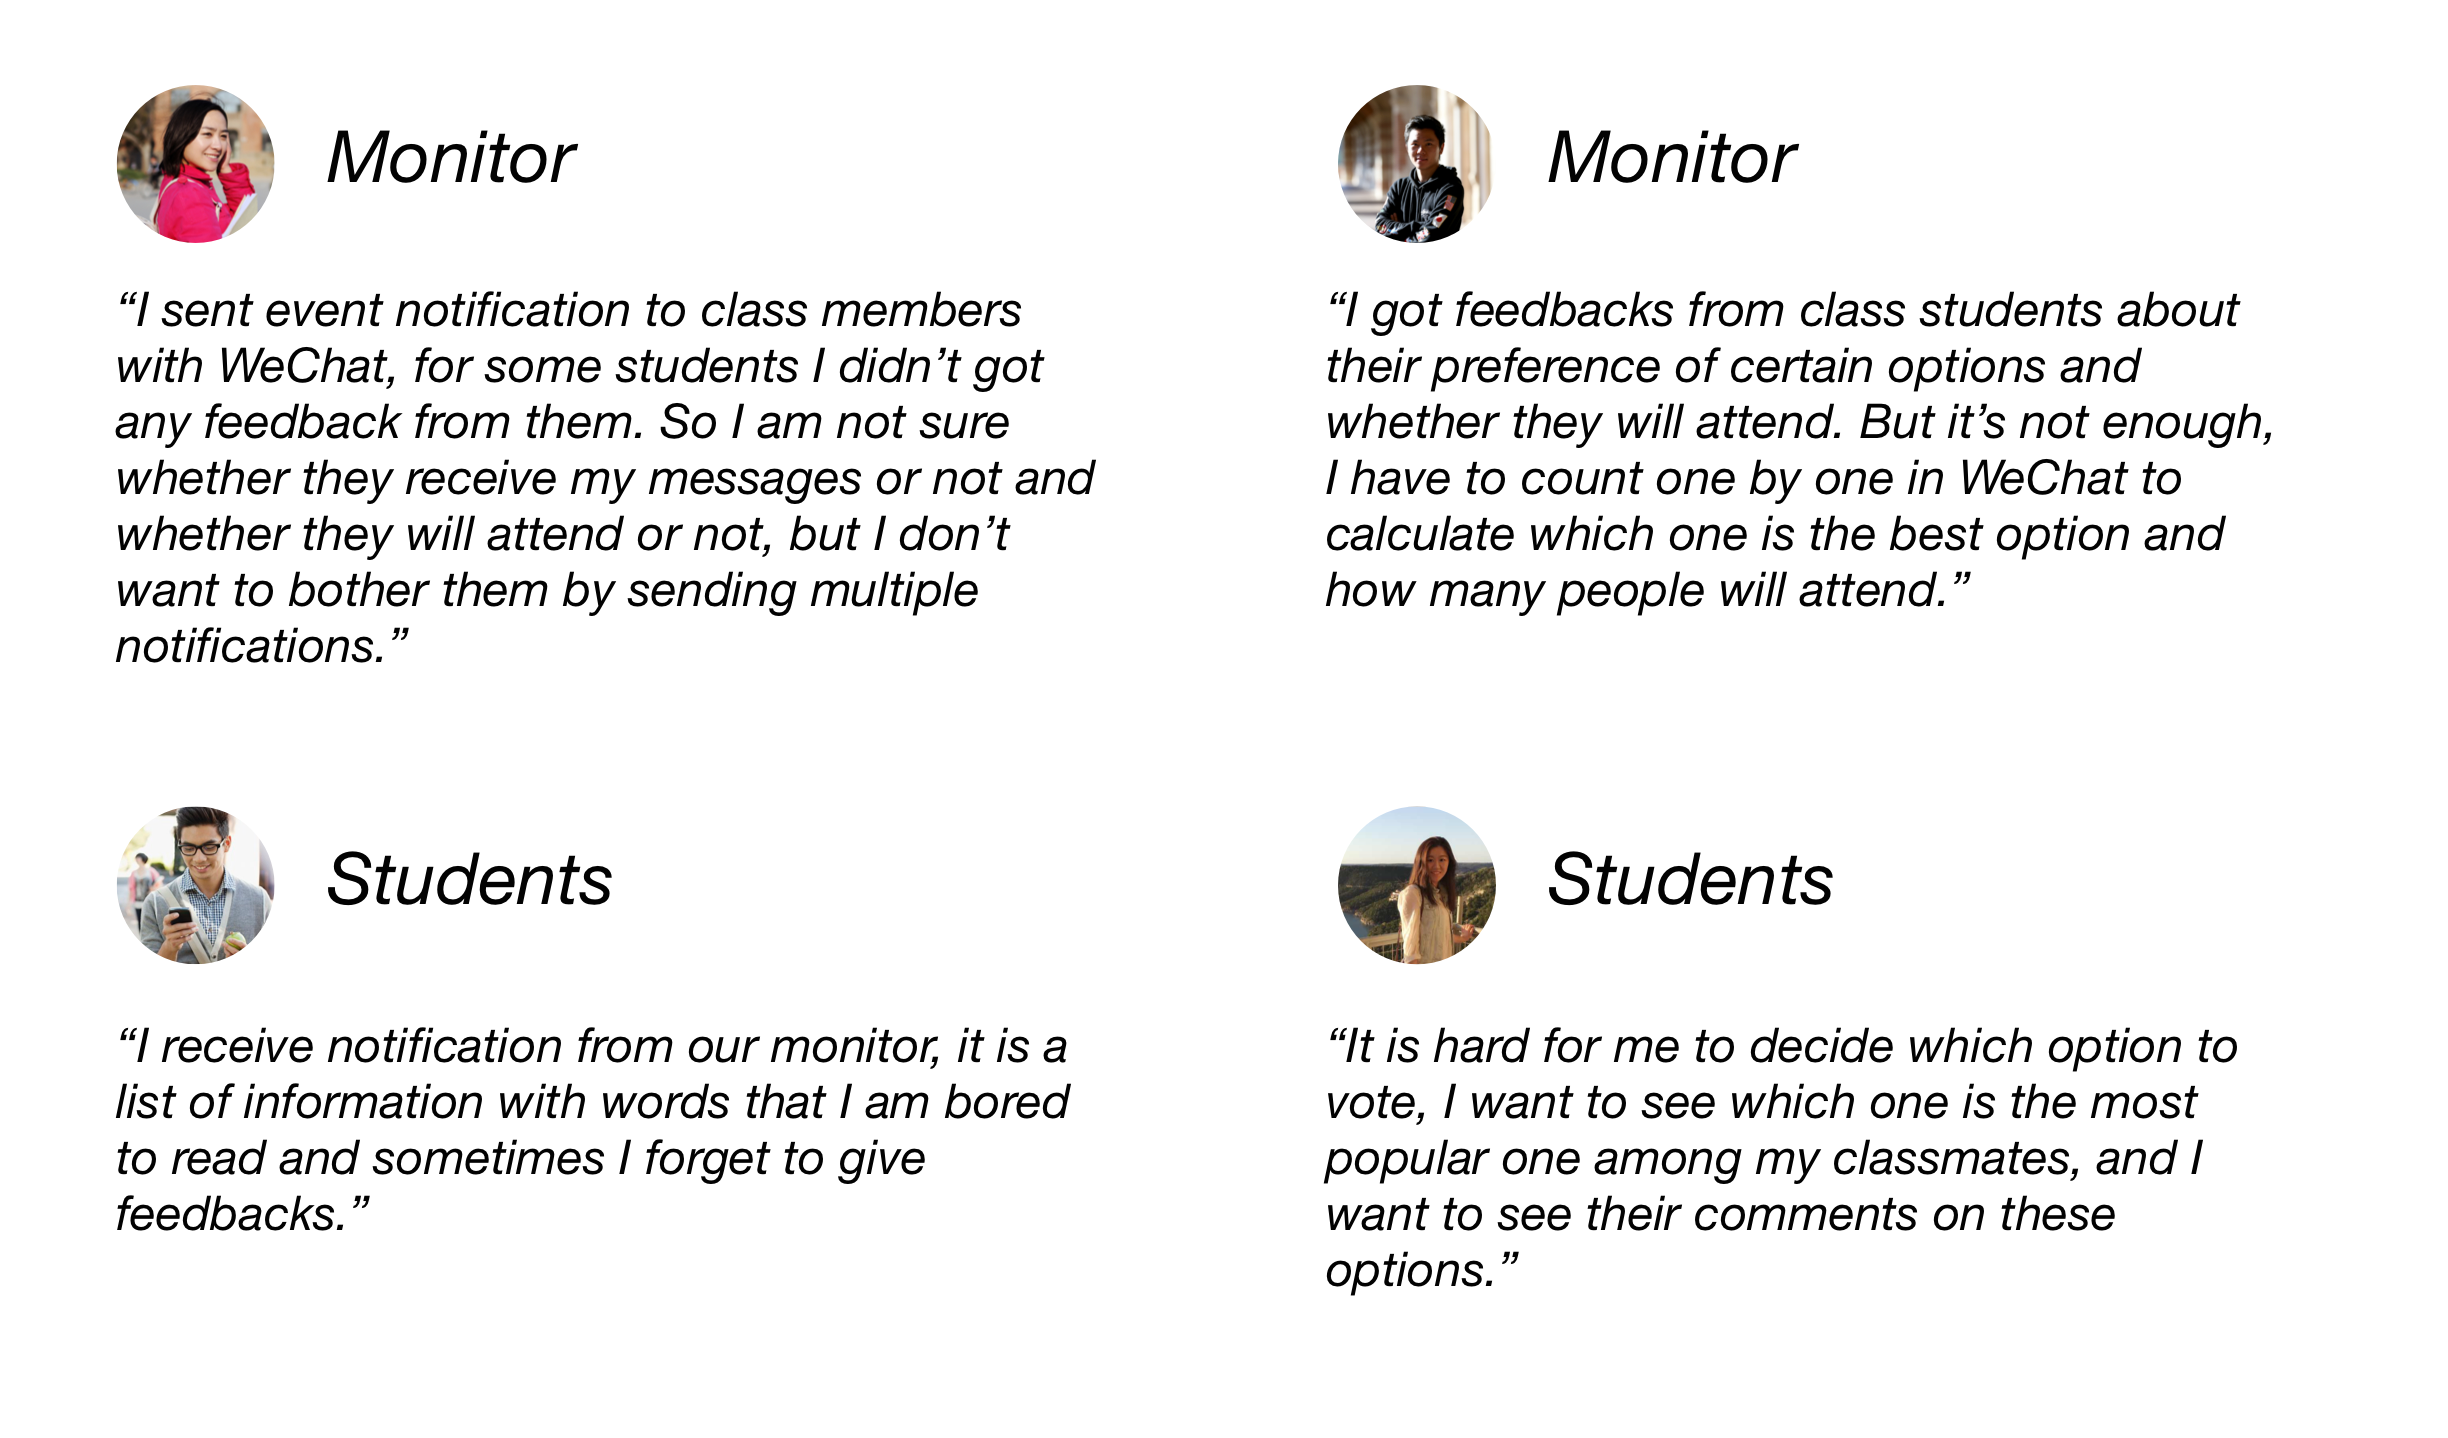 Monitor
“I sent event notification to class members
with WeChat, for some students I didn’t got
any feedback from them. So I am not sure
whether they receive my messages or not and
whether they will attend or not, but I don’t
want to bother them by sending multiple
notifications.”
Monitor
“I got feedbacks from class students about
their preference of certain options and
whether they will attend. But it’s not enough,
I have to count one by one in WeChat to
calculate which one is the best option and
how many people will attend.”
Students
“I receive notification from our monitor, it is a
list of information with words that I am bored
to read and sometimes I forget to give
feedbacks.”
Students
“It is hard for me to decide which option to
vote, I want to see which one is the most
popular one among my classmates, and I
want to see their comments on these
options.”